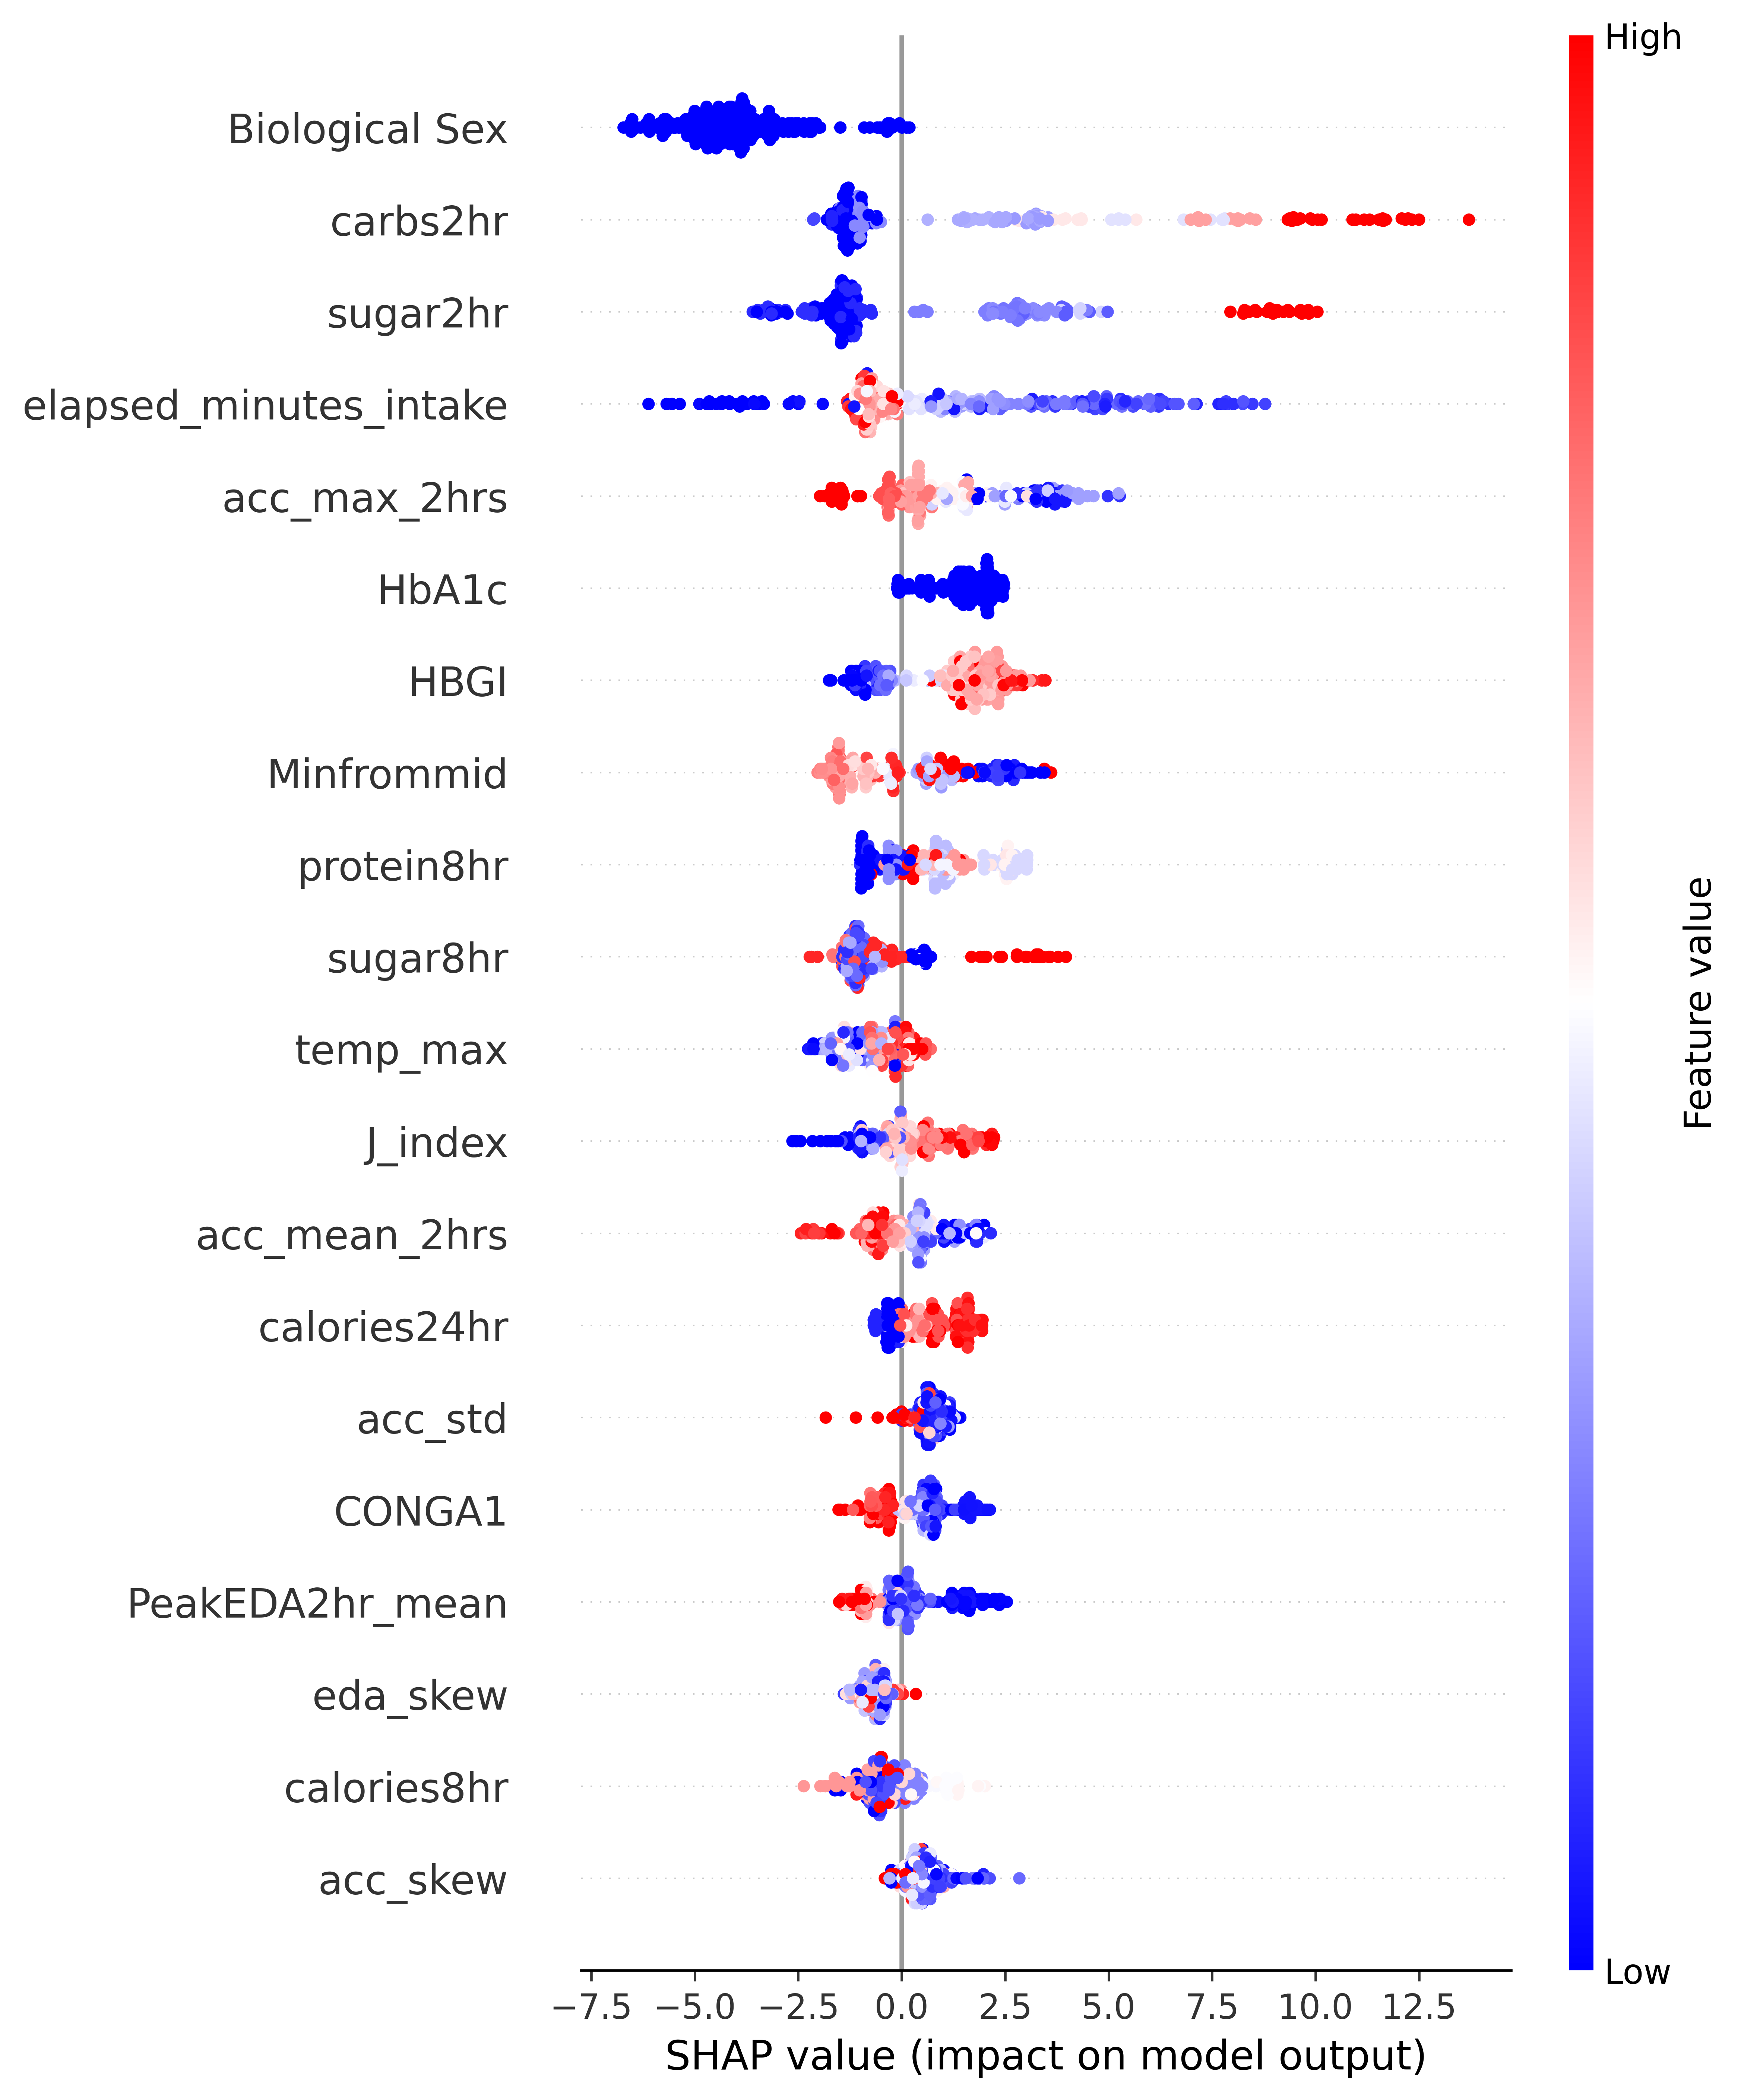 High
Biological Sex
carbs2hr
sugar2hr
elapsed_minutes_intake
acc_max_2hrs
HbA1c
HBGI
Minfrommid
protein8hr
sugar8hr
temp_max
J_index
acc_mean_2hrs
calories24hr
acc_std
CONGA1
PeakEDA2hr_mean
eda_skew
calories8hr
acc_skew
Feature value
Low
−7.5 −5.0 −2.5 0.0 2.5 5.0 7.5 10.0 12.5
SHAP value (impact on model output)